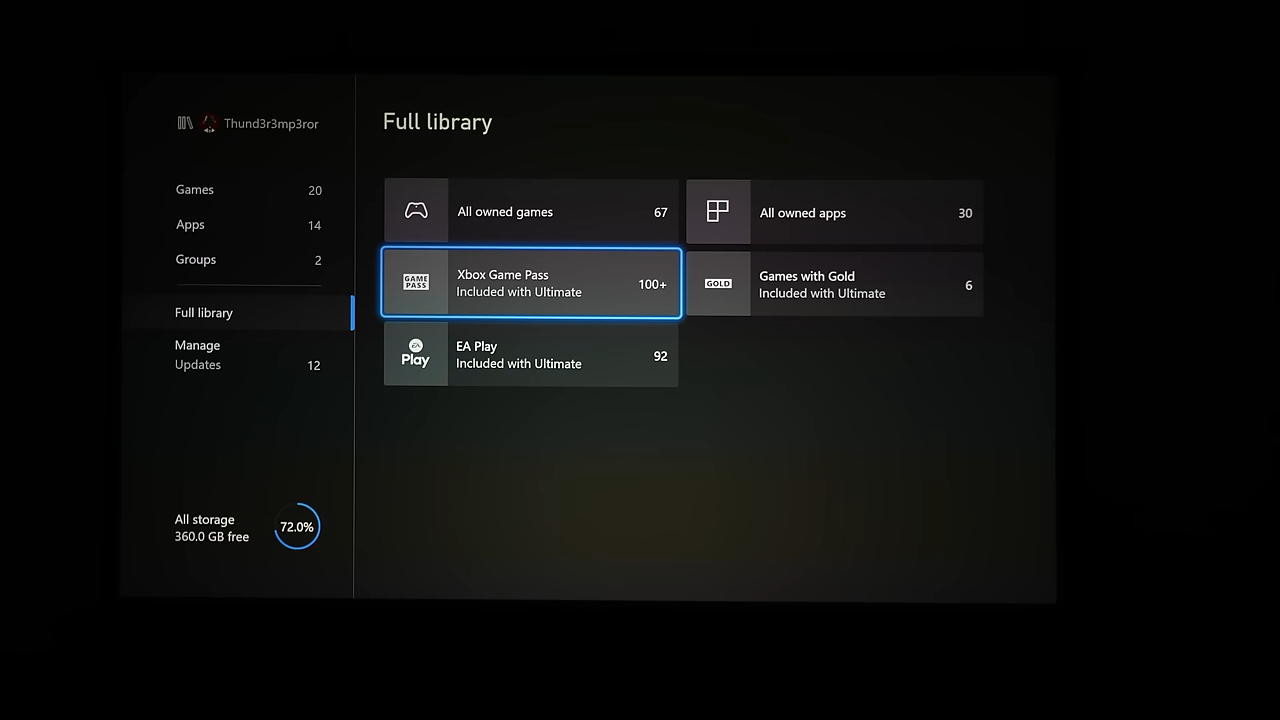 Thund3r3mp3ror
Games 20
Apps 14
Groups 2
Full library
Manage
Updates 12
All storage
360.0 GB free
72.0%
Full library
All owned games 67
All owned apps 30
GAME
PASS
Xbox Game Pass
Included with Ultimate
100+
GOLD
Games with Gold
Included with Ultimate
6
EA
Play
EA Play
Included with Ultimate
92